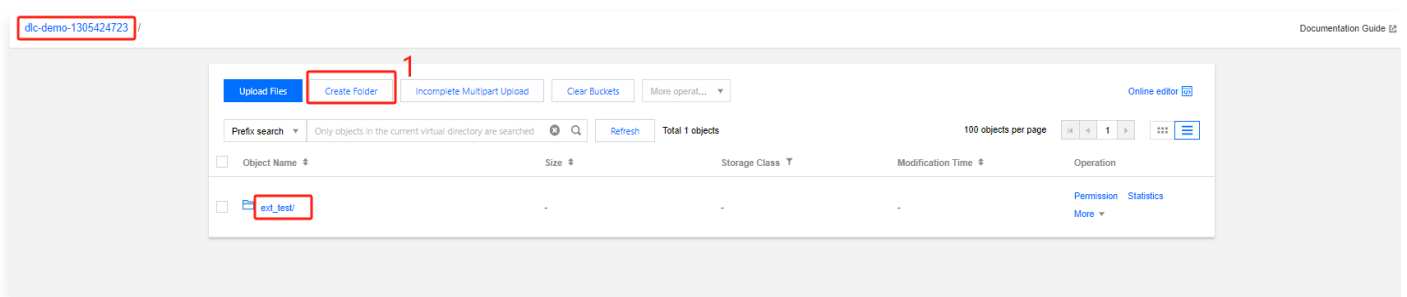 dlc-demo-1305424723 /
Documentation Guide
1
Upload Files Create Folder Incomplete Multipart Upload Clear Buckets More operat... Online editor
Prefix search Only objects in the current virtual directory are searched Refresh Total 1 objects 100 objects per page 1
Object Name Size Storage Class Modification Time Operation
ext_test/ - - - Permission Statistics
More